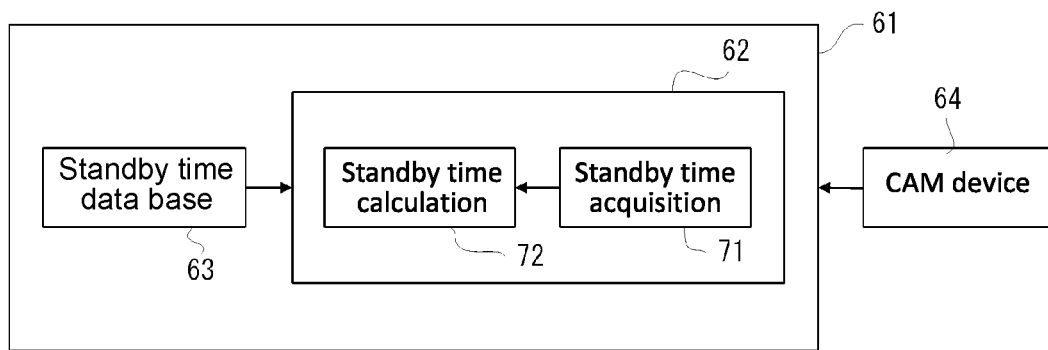 61
62
64
Standby time
data base
Standby time
calculation
Standby time
acquisition
CAM device
63
72
71